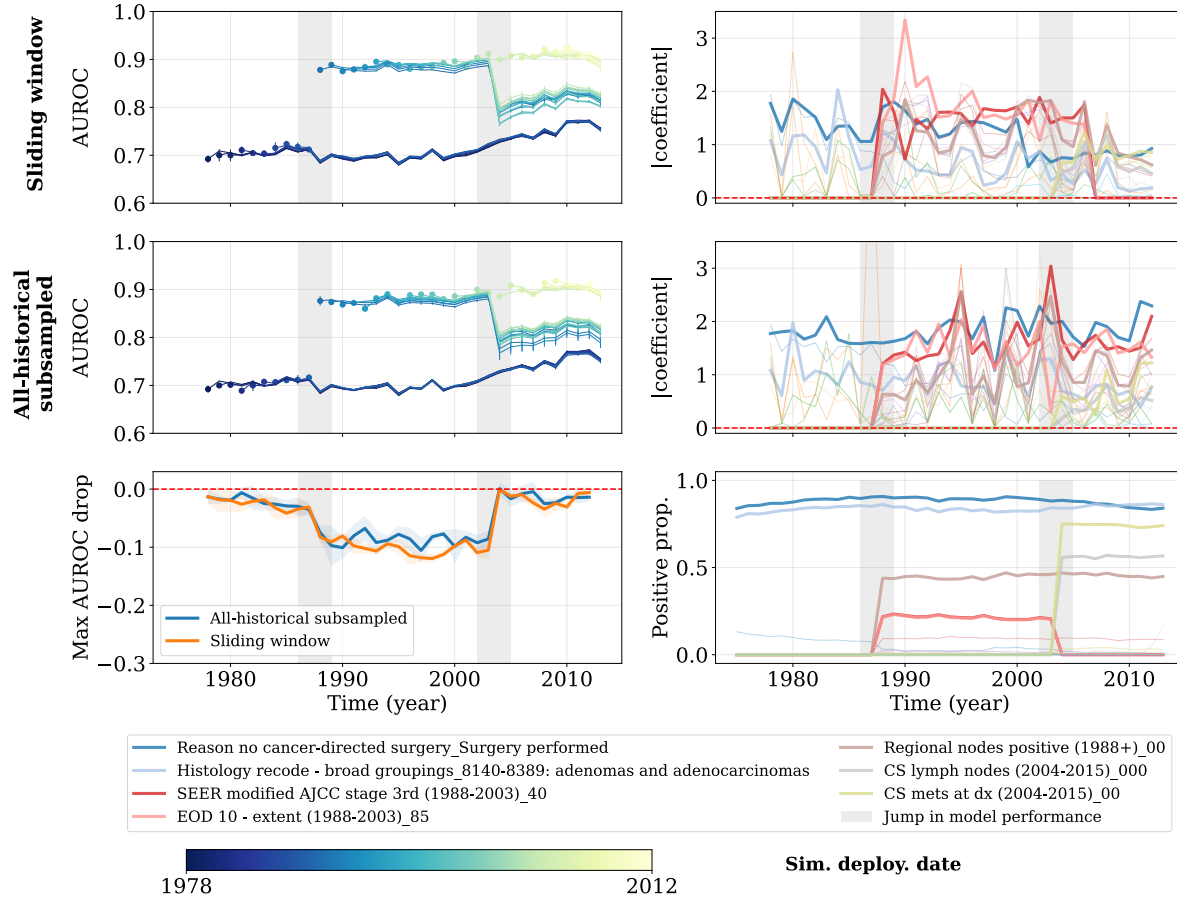 Sliding window
AUROC
1.0
0.9
0.8
0.7
0.6
|coefficient|
3
2
1
0
All-historical
subsampled
AUROC
1.0
0.9
0.8
0.7
0.6
|coefficient|
3
2
1
0
Max AUROC drop
0.0
−0.1
−0.2
−0.3
All-historical subsampled
Sliding window
1980 1990 2000 2010
Time (year)
Positive prop.
1.0
0.5
0.0
1980 1990 2000 2010
Time (year)
Reason no cancer-directed surgery_Surgery performed
Histology recode - broad groupings_8140-8389: adenomas and adenocarcinomas
SEER modified AJCC stage 3rd (1988-2003)_40
EOD 10 - extent (1988-2003)_85
Regional nodes positive (1988+)_00
CS lymph nodes (2004-2015)_000
CS mets at dx (2004-2015)_00
Jump in model performance
1978 2012
Sim. deploy. date